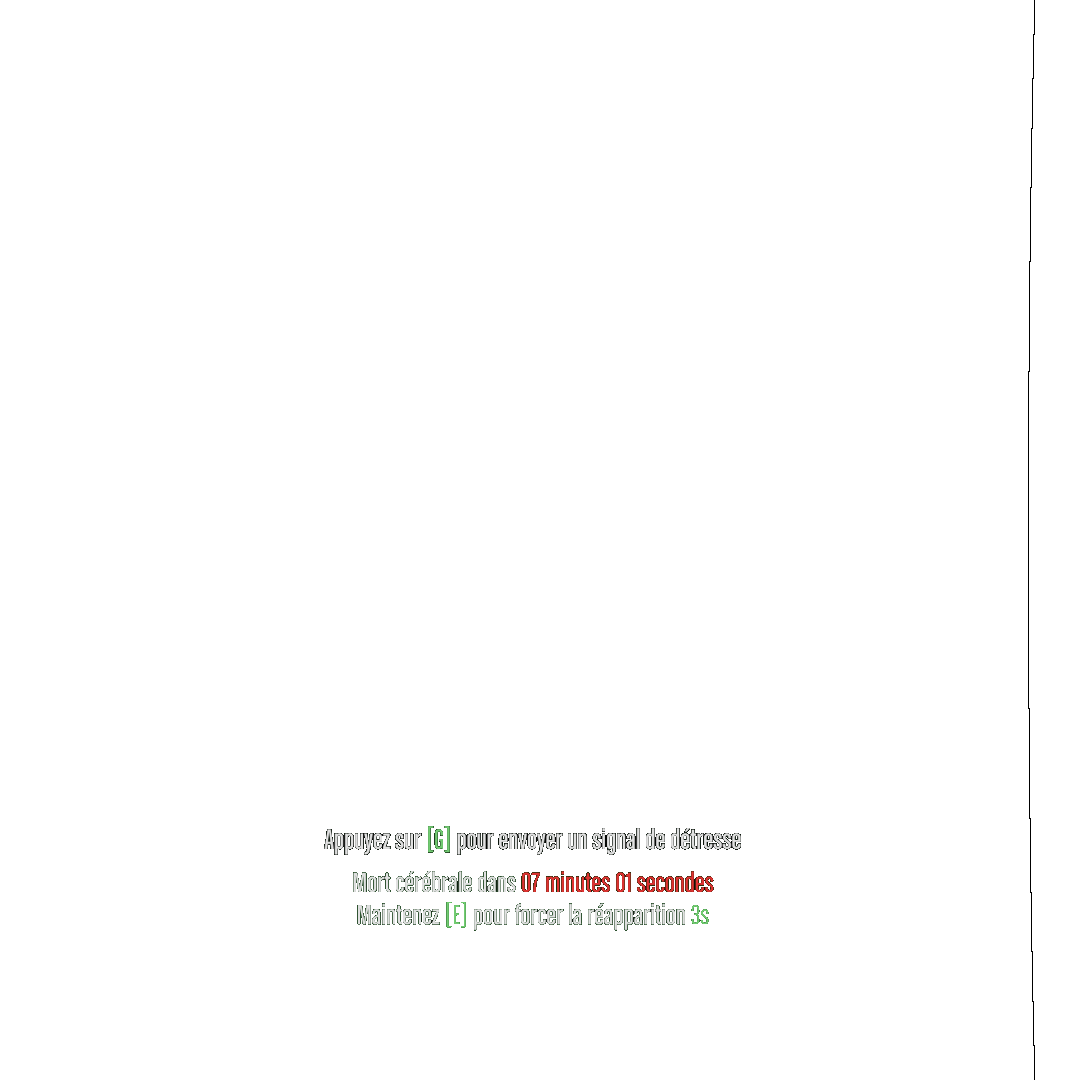 Appuyez sur [G] pour envoyer un signal de détresse
Mort cérébrale dans 07 minutes 01 secondes
Maintenez [E] pour forcer la réapparition 3s